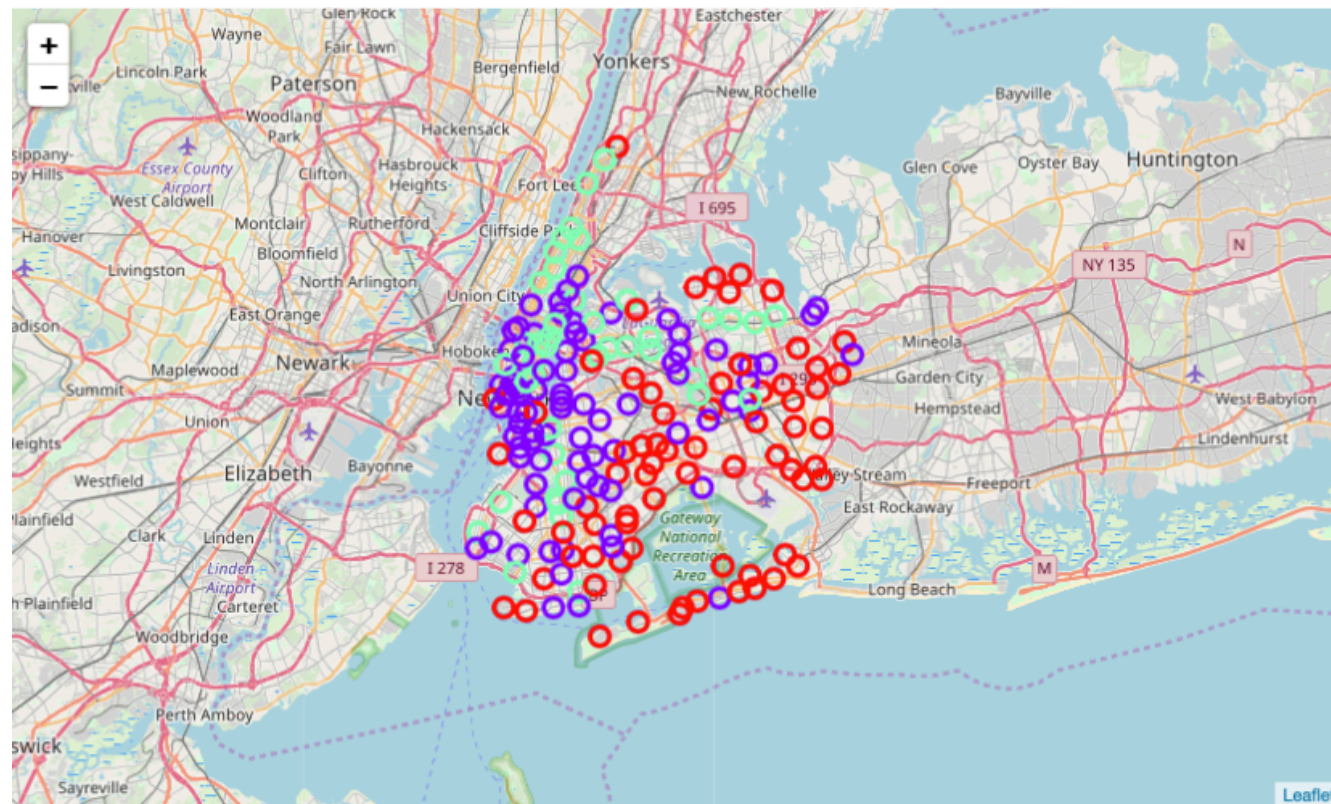 +
−
Glen Rock
Eastchester
Wayne
Fair Lawn
Yonkers
Lincoln Park
Bergenfield
Paterson
New Rochelle
Bayville
Woodland
Park
Hackensack
Essex County
Airport
Hasbrouck
Heights
Glen Cove
Oyster Bay
Huntington
Clifton
Fort Lee
West Caldwell
I 695
Montclair
Rutherford
Cliffside
Hanover
Bloomfield
N
Livingston
North Arlington
NY 135
Union City
East Orange
Mineola
Newark
Maplewood
Garden City
Summit
West Babylon
Hempstead
Union
Lindenhurst
Bayonne
Elizabeth
Westfield
Valley Stream
Freeport
Plainfield
East Rockaway
Gateway
National
Recreation
Area
Clark
Linden
I 278
Linden
Airport
M
Long Beach
Carteret
Woodbridge
Perth Amboy
Sayreville
Leaflet